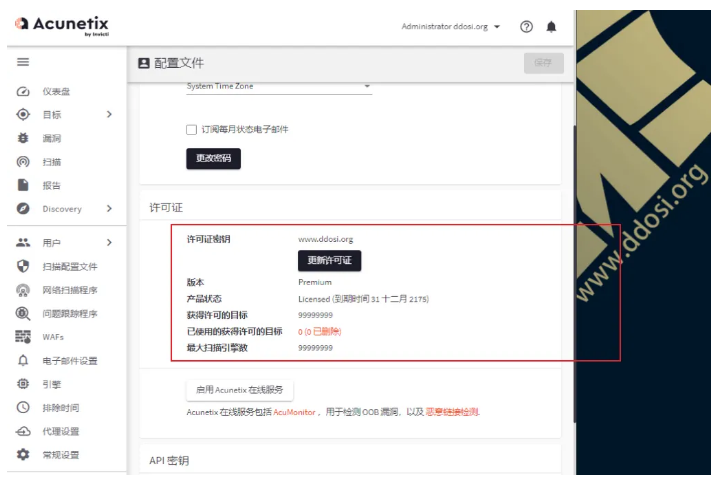 Acunetix
by Invicti
Administrator ddosi.org
配置文件
保存
仪表盘
目标
漏洞
扫描
报告
Discovery
用户
扫描配置文件
网络扫描程序
问题跟踪程序
WAFs
电子邮件设置
引擎
排除时间
代理设置
常规设置
System Time Zone
订阅每月状态电子邮件
更改密码
许可证
许可证密钥 www.ddosi.org
更新许可证
版本 Premium
产品状态 Licensed (到期时间 31 十二月 2175)
获得许可的目标 99999999
已使用的获得许可的目标 0 (0 已删除)
最大扫描引擎数 99999999
启用 Acunetix 在线服务
Acunetix 在线服务包括 AcuMonitor ，用于检测 OOB 漏洞，以及 恶意链接检测.
API 密钥
www.ddosi.org